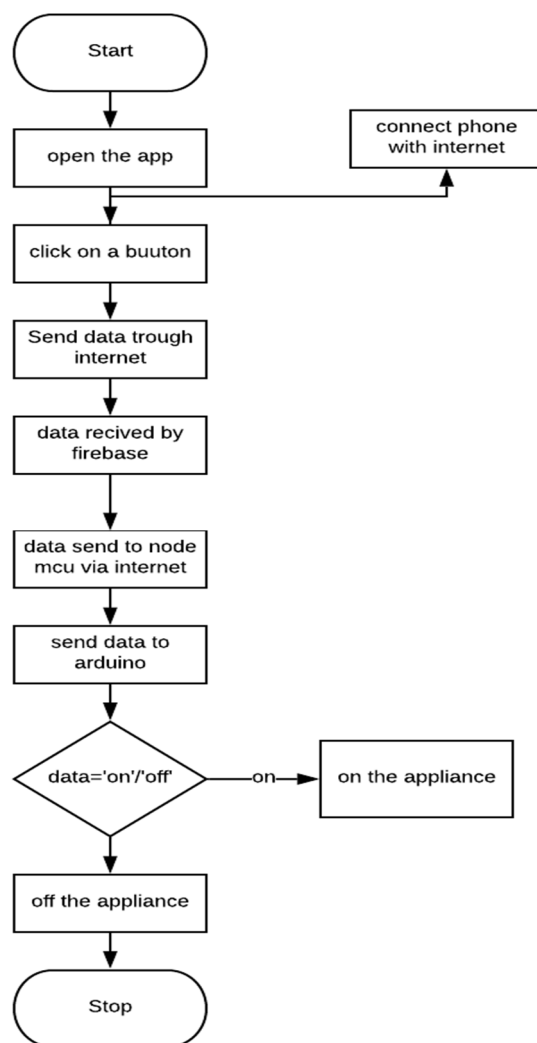 Start
open the app
connect phone
with internet
click on a buuton
Send data trough
internet
data recived by
firebase
data send to node
mcu via internet
send data to
arduino
data='on'/'off'
on
on the appliance
off the appliance
Stop